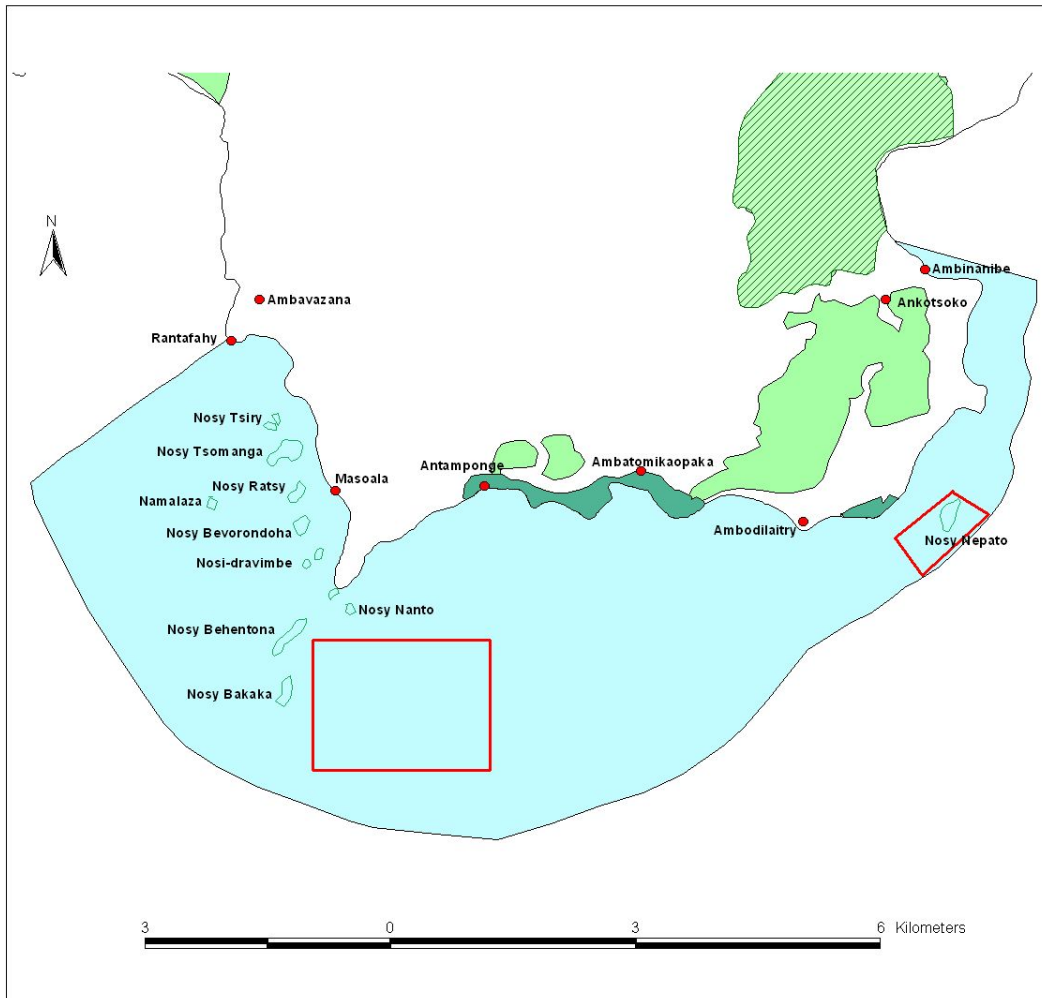 N
Ambinanibe
Ambavazana
Ankotsoko
Rantafahy
Nosy Tsiry
Nosy Tsomanga
Antamponge
Ambatomikaopaka
Masoala
Nosy Ratsy
Namalaza
Nosy Bevorondoha
Ambodilaitry
Nosy Nepato
Nosi-dravimbe
Nosy Nanto
Nosy Behentona
Nosy Bakaka
3 0 3 6 Kilometers